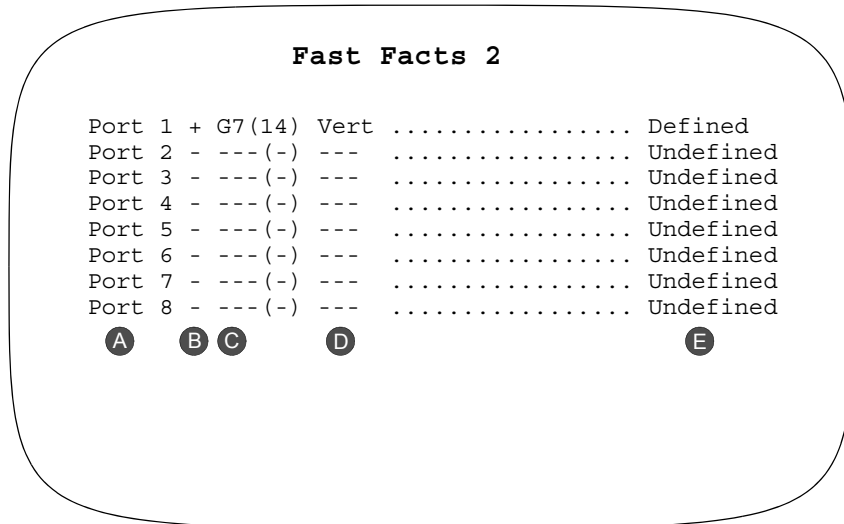 Fast Facts 2
Port 1 + G7(14) Vert ................. Defined
Port 2 - ---(-) --- ................. Undefined
Port 3 - ---(-) --- ................. Undefined
Port 4 - ---(-) --- ................. Undefined
Port 5 - ---(-) --- ................. Undefined
Port 6 - ---(-) --- ................. Undefined
Port 7 - ---(-) --- ................. Undefined
Port 8 - ---(-) --- ................. Undefined
A B C D E